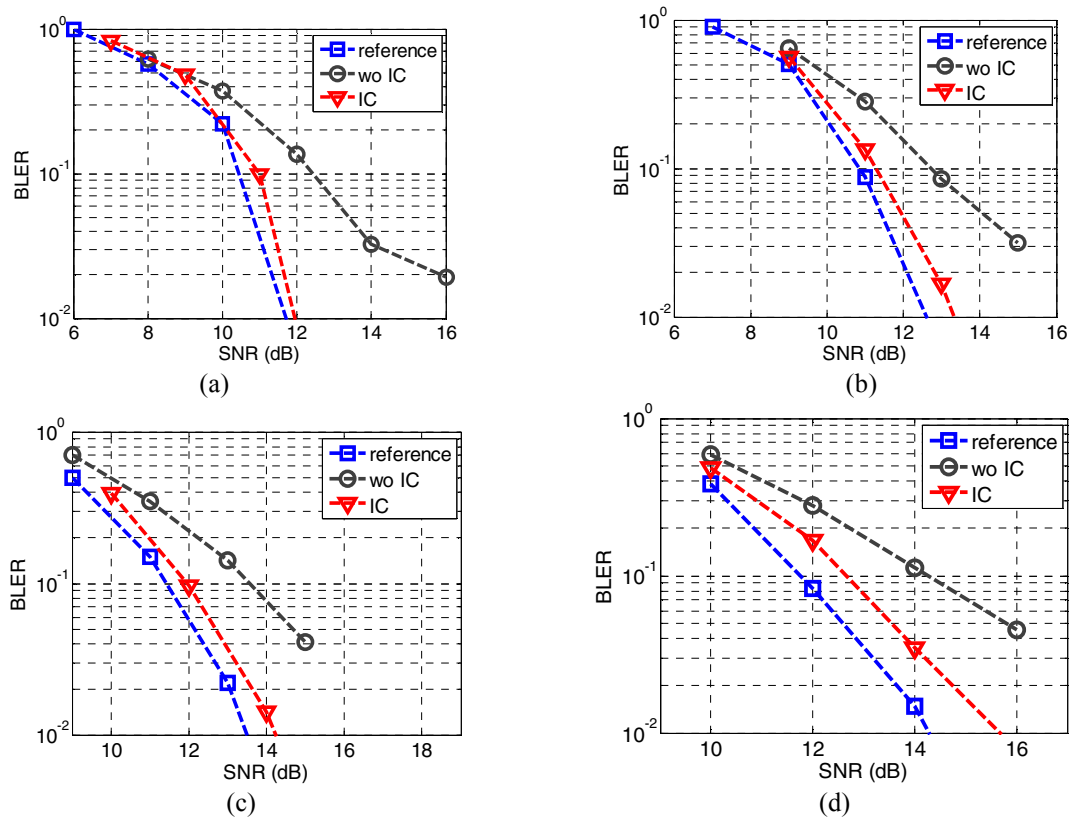 10^0
10^-1
10^-2
BLER
6 8 10 12 14 16
SNR (dB)
reference
wo IC
IC
(a)
10^0
10^-1
10^-2
BLER
6 8 10 12 14 16
SNR (dB)
reference
wo IC
IC
(b)
10^0
10^-1
10^-2
BLER
10 12 14 16 18
SNR (dB)
reference
wo IC
IC
(c)
10^0
10^-1
10^-2
BLER
10 12 14 16
SNR (dB)
reference
wo IC
IC
(d)